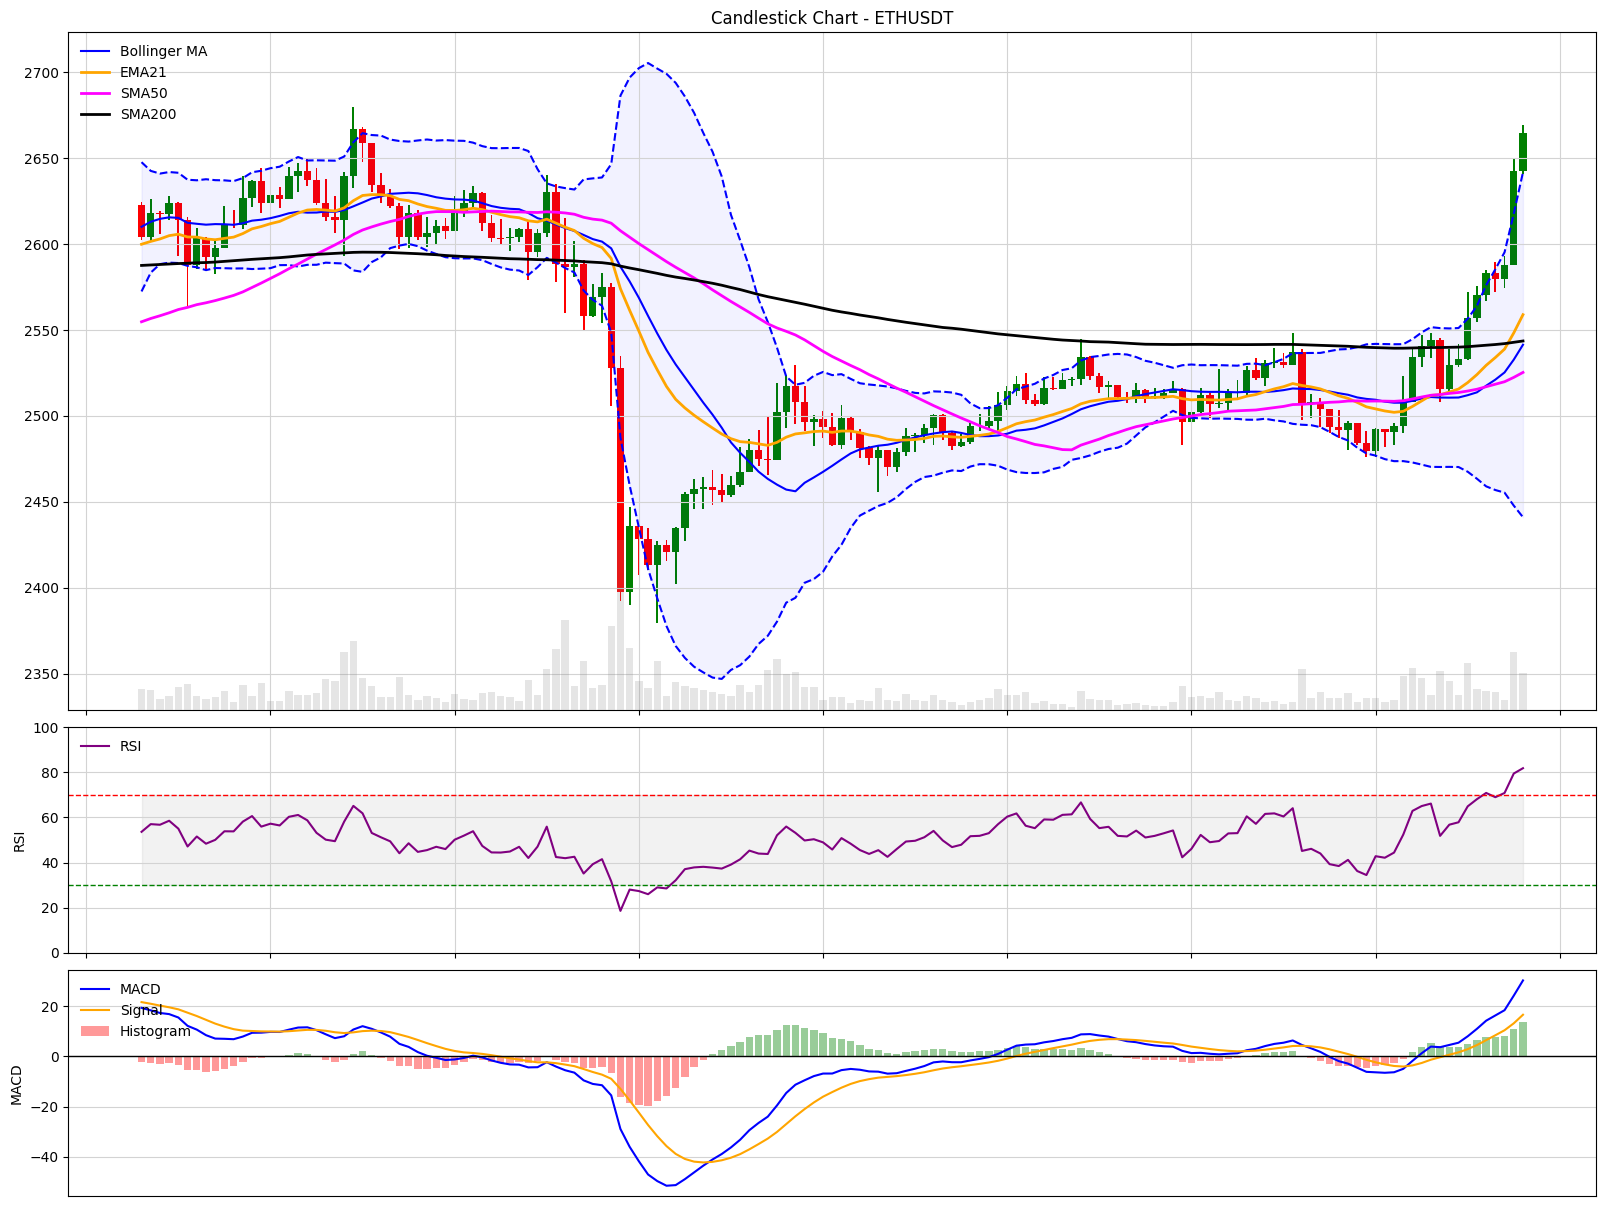 Candlestick Chart - ETHUSDT
Bollinger MA
EMA21
SMA50
SMA200
2700
2650
2600
2550
2500
2450
2400
2350
RSI
100
80
60
40
20
0
RSI
MACD
Signal
Histogram
20
0
−20
−40
MACD